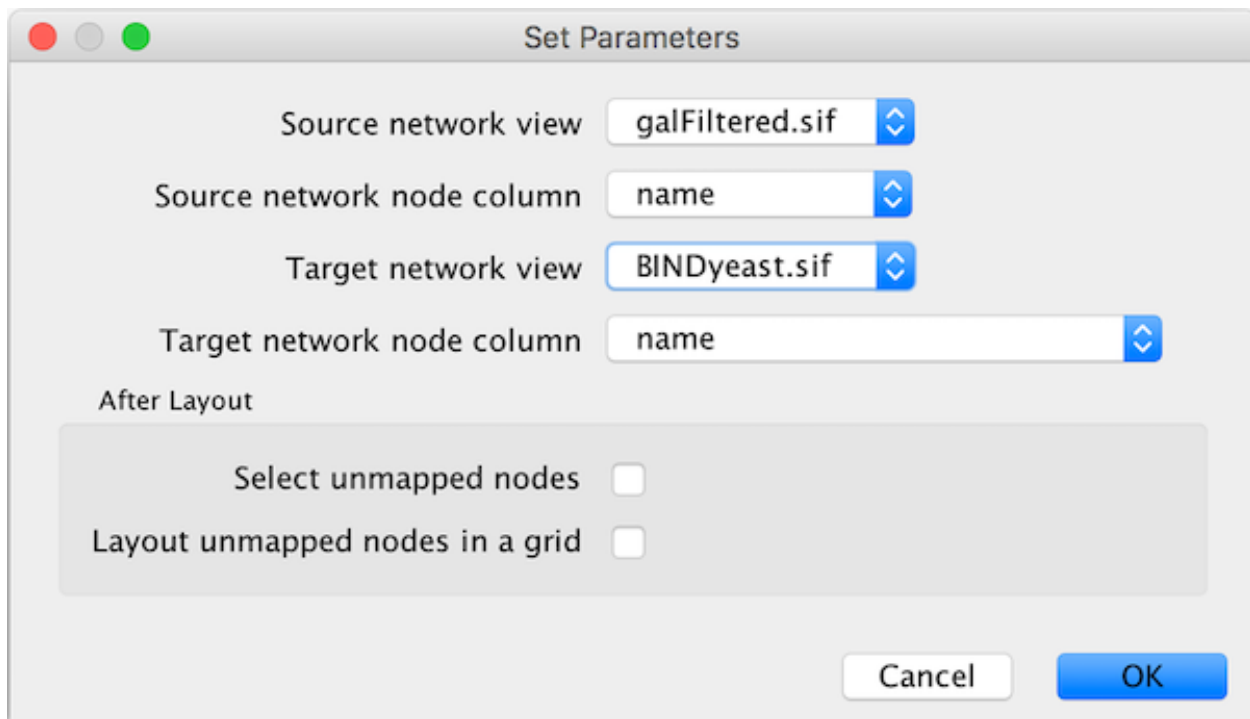 Set Parameters
Source network view galFiltered.sif
Source network node column name
Target network view BINDyeast.sif
Target network node column name
After Layout
Select unmapped nodes
Layout unmapped nodes in a grid
Cancel OK